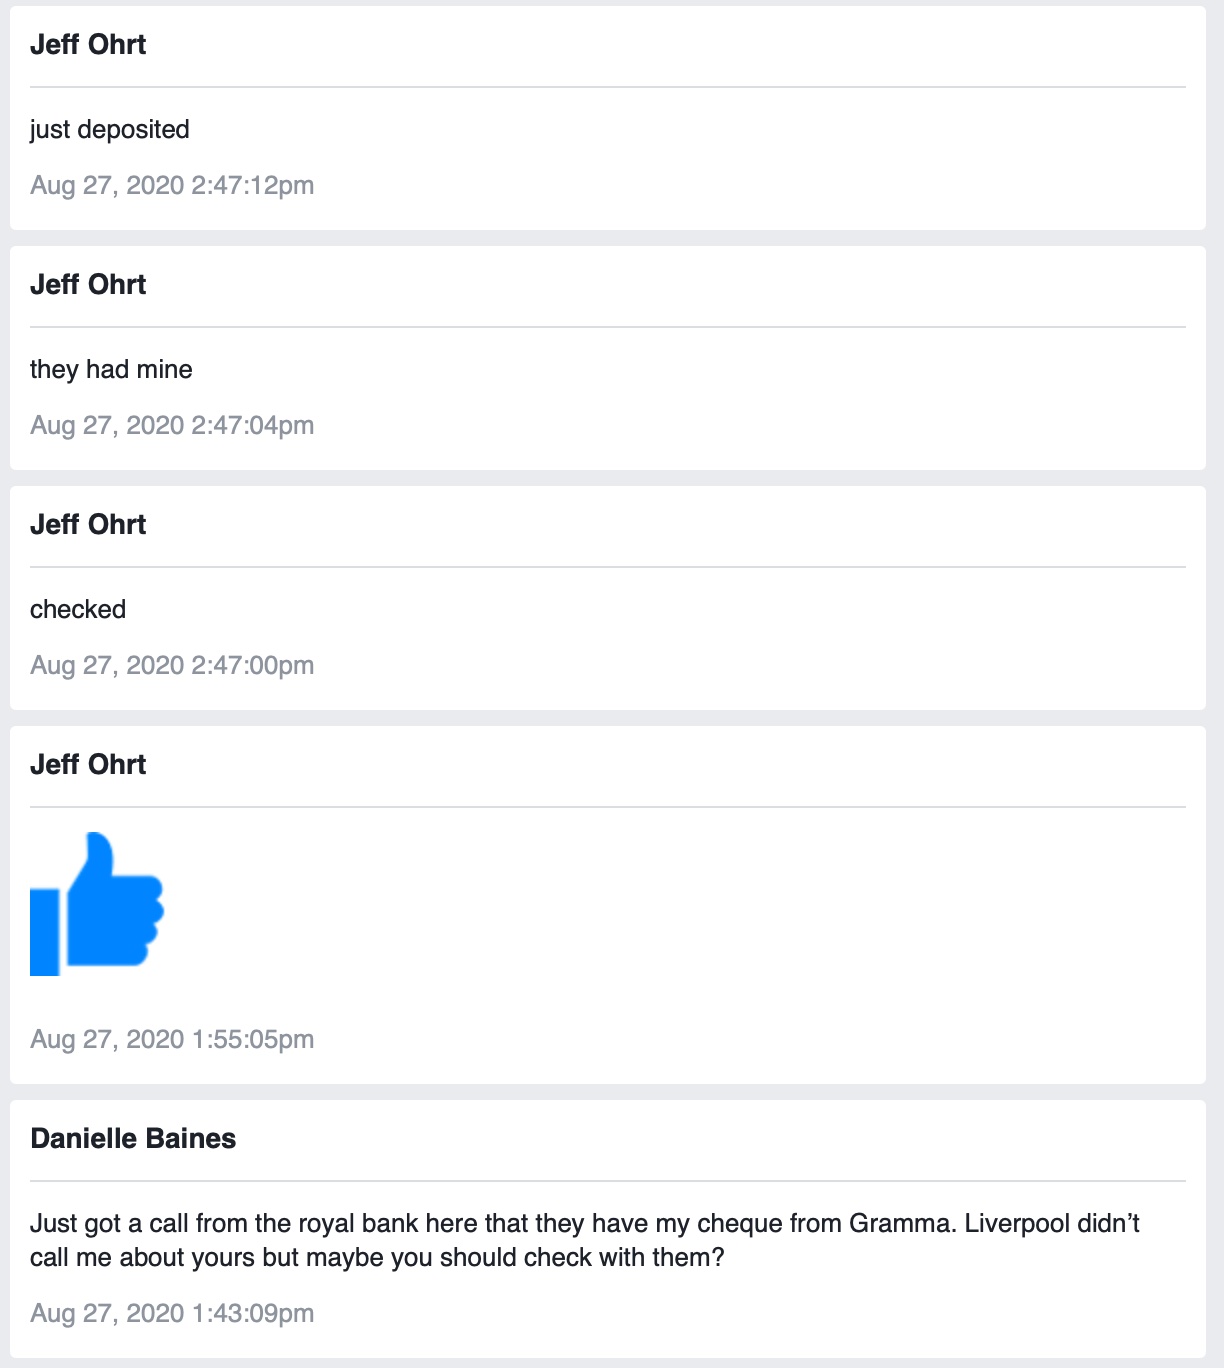 Jeff Ohrt
just deposited
Aug 27, 2020 2:47:12pm
Jeff Ohrt
they had mine
Aug 27, 2020 2:47:04pm
Jeff Ohrt
checked
Aug 27, 2020 2:47:00pm
Jeff Ohrt
Aug 27, 2020 1:55:05pm
Danielle Baines
Just got a call from the royal bank here that they have my cheque from Gramma. Liverpool didn’t
call me about yours but maybe you should check with them?
Aug 27, 2020 1:43:09pm